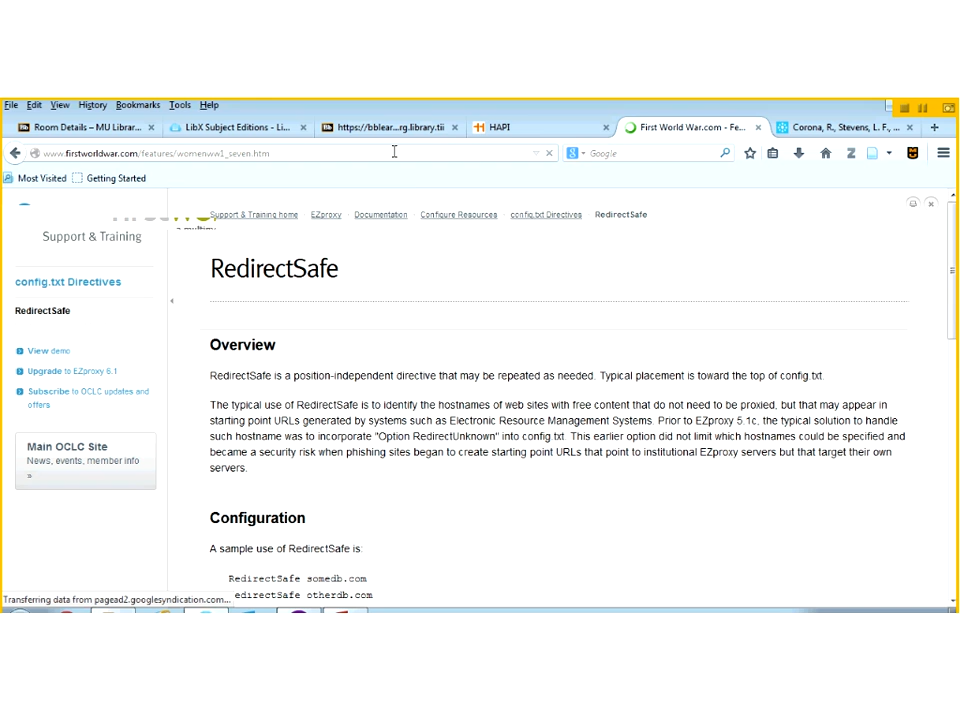 File Edit View History Bookmarks Tools Help
Room Details – MU Librar... LibX Subject Editions - Li... https://bblear...rg.library.tii HAPI First World War.com - Fe... Corona, R., Stevens, L. F., ...
www.firstworldwar.com/features/womenww1_seven.htm Google
Most Visited Getting Started
Support & Training home EZproxy Documentation Configure Resources config.txt Directives RedirectSafe
Support & Training
RedirectSafe
config.txt Directives
RedirectSafe
View demo
Upgrade to EZproxy 6.1
Subscribe to OCLC updates and
offers
Main OCLC Site
News, events, member info
»
Overview
RedirectSafe is a position-independent directive that may be repeated as needed. Typical placement is toward the top of config.txt.
The typical use of RedirectSafe is to identify the hostnames of web sites with free content that do not need to be proxied, but that may appear in
starting point URLs generated by systems such as Electronic Resource Management Systems. Prior to EZproxy 5.1c, the typical solution to handle
such hostname was to incorporate "Option RedirectUnknown" into config.txt. This earlier option did not limit which hostnames could be specified and
became a security risk when phishing sites began to create starting point URLs that point to institutional EZproxy servers but that target their own
servers.
Configuration
A sample use of RedirectSafe is:
RedirectSafe somedb.com
edirectSafe otherdb.com
Transferring data from pagead2.googlesyndication.com...